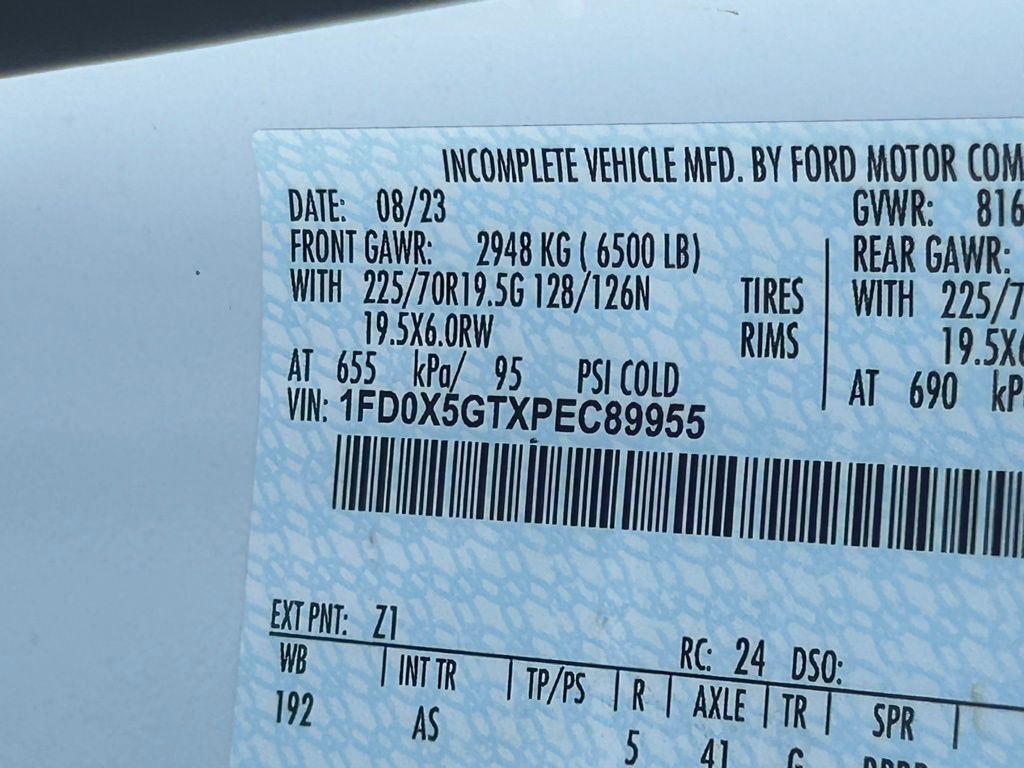 INCOMPLETE VEHICLE MFD. BY FORD MOTOR COM
DATE: 08/23 GVWR: 816
FRONT GAWR: 2948 KG ( 6500 LB) REAR GAWR:
WITH 225/70R19.5G 128/126N TIRES WITH 225/7
19.5X6.0RW RIMS 19.5X6
AT 655 kPa/ 95 PSI COLD AT 690 kP
VIN: 1FD0X5GTXPEC89955
EXT PNT: Z1 RC: 24 DSO:
WB INT TR TP/PS R AXLE TR SPR
192 AS 5 41 G